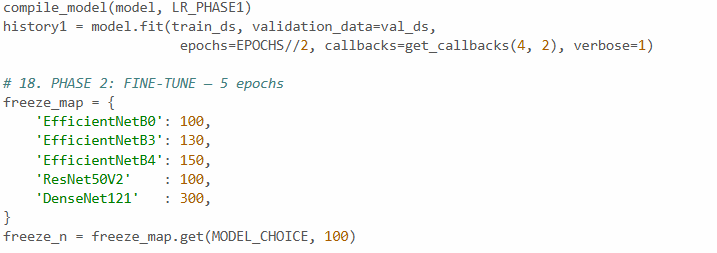 compile_model(model, LR_PHASE1)
history1 = model.fit(train_ds, validation_data=val_ds,
                     epochs=EPOCHS//2, callbacks=get_callbacks(4, 2), verbose=1)

# 18. PHASE 2: FINE-TUNE — 5 epochs
freeze_map = {
    'EfficientNetB0': 100,
    'EfficientNetB3': 130,
    'EfficientNetB4': 150,
    'ResNet50V2'    : 100,
    'DenseNet121'   : 300,
}
freeze_n = freeze_map.get(MODEL_CHOICE, 100)